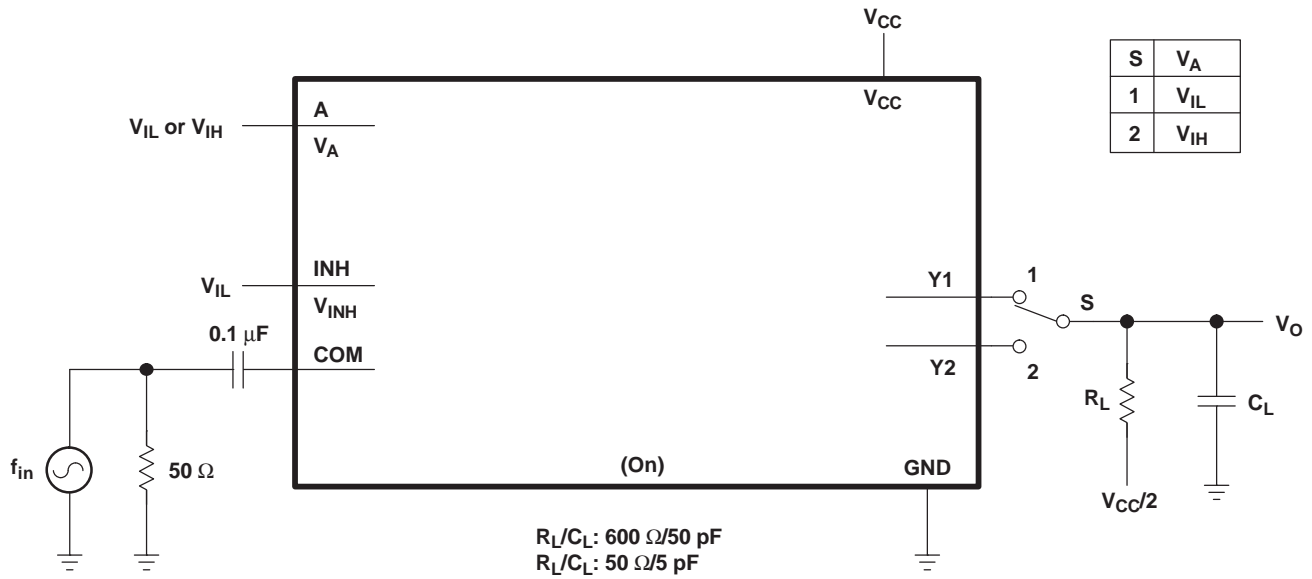 VCC
S VA
1 VIL
2 VIH
VCC
A
VIL or VIH
VA
INH
VIL
VINH
Y1
1
S
VO
0.1 μF
COM
Y2
2
RL
CL
fin
50 Ω
(On)
GND
VCC/2
RL/CL: 600 Ω/50 pF
RL/CL: 50 Ω/5 pF